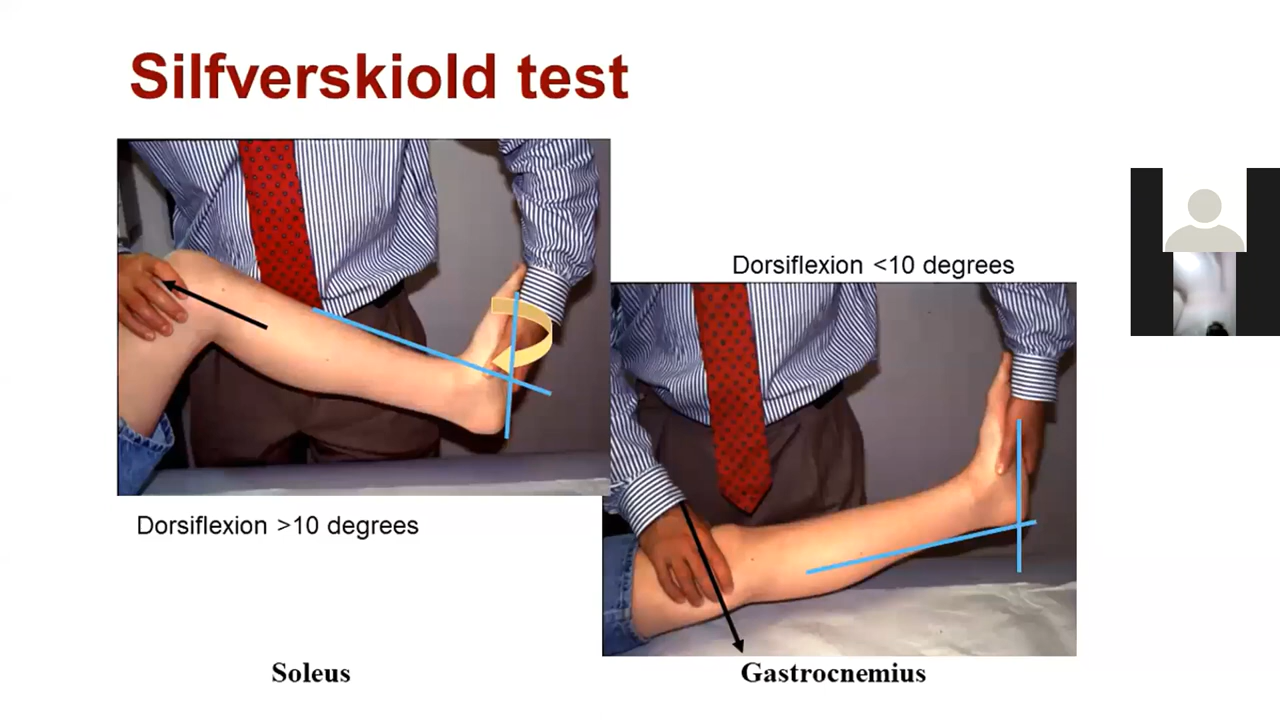 Silfverskiold test
Dorsiflexion <10 degrees
Dorsiflexion >10 degrees
Soleus
Gastrocnemius